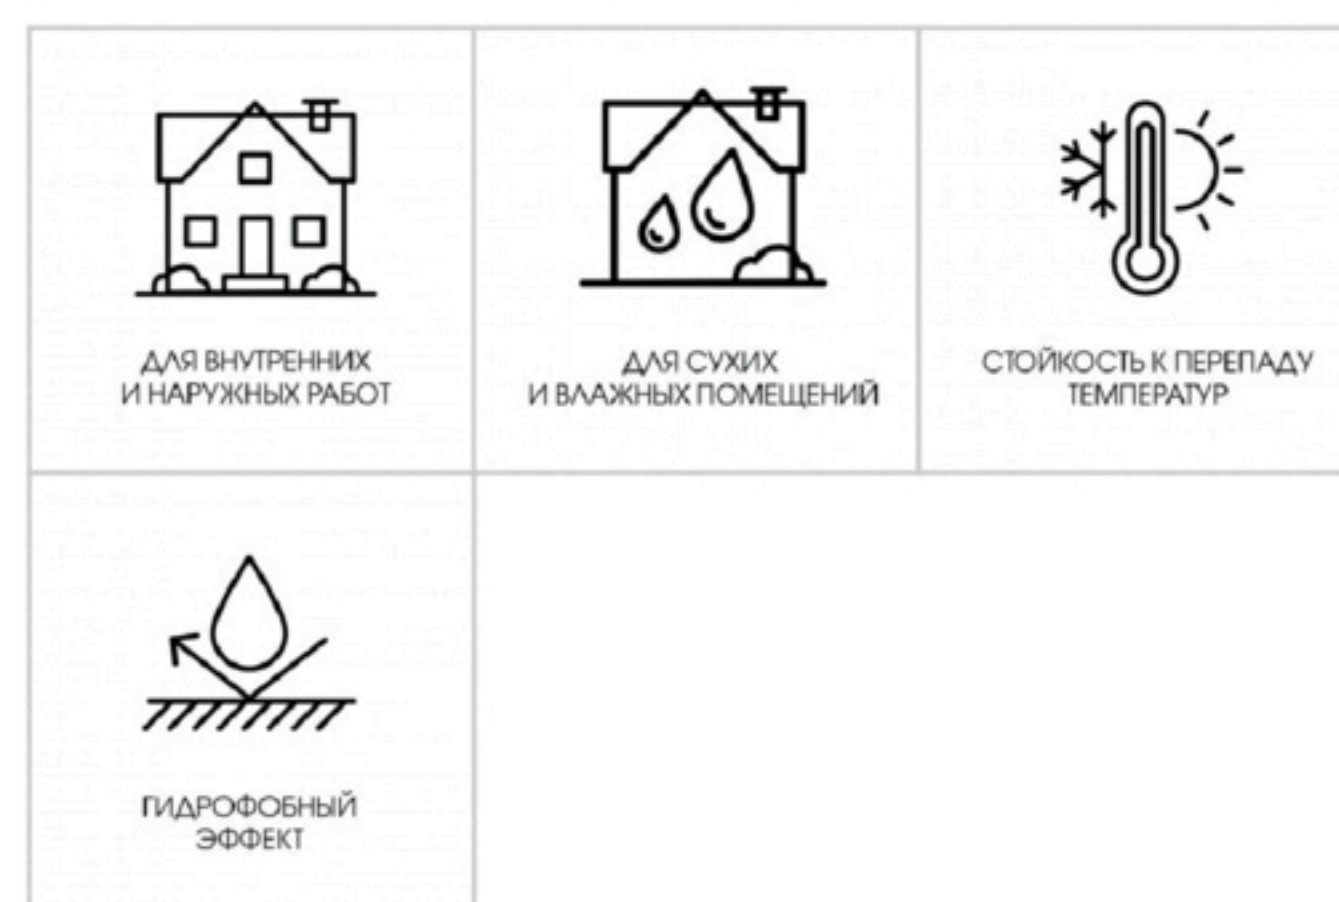 ДЛЯ ВНУТРЕННИХ
И НАРУЖНЫХ РАБОТ
ДЛЯ СУХИХ
И ВЛАЖНЫХ ПОМЕЩЕНИЙ
СТОЙКОСТЬ К ПЕРЕПАДУ
ТЕМПЕРАТУР
ГИДРОФОБНЫЙ
ЭФФЕКТ